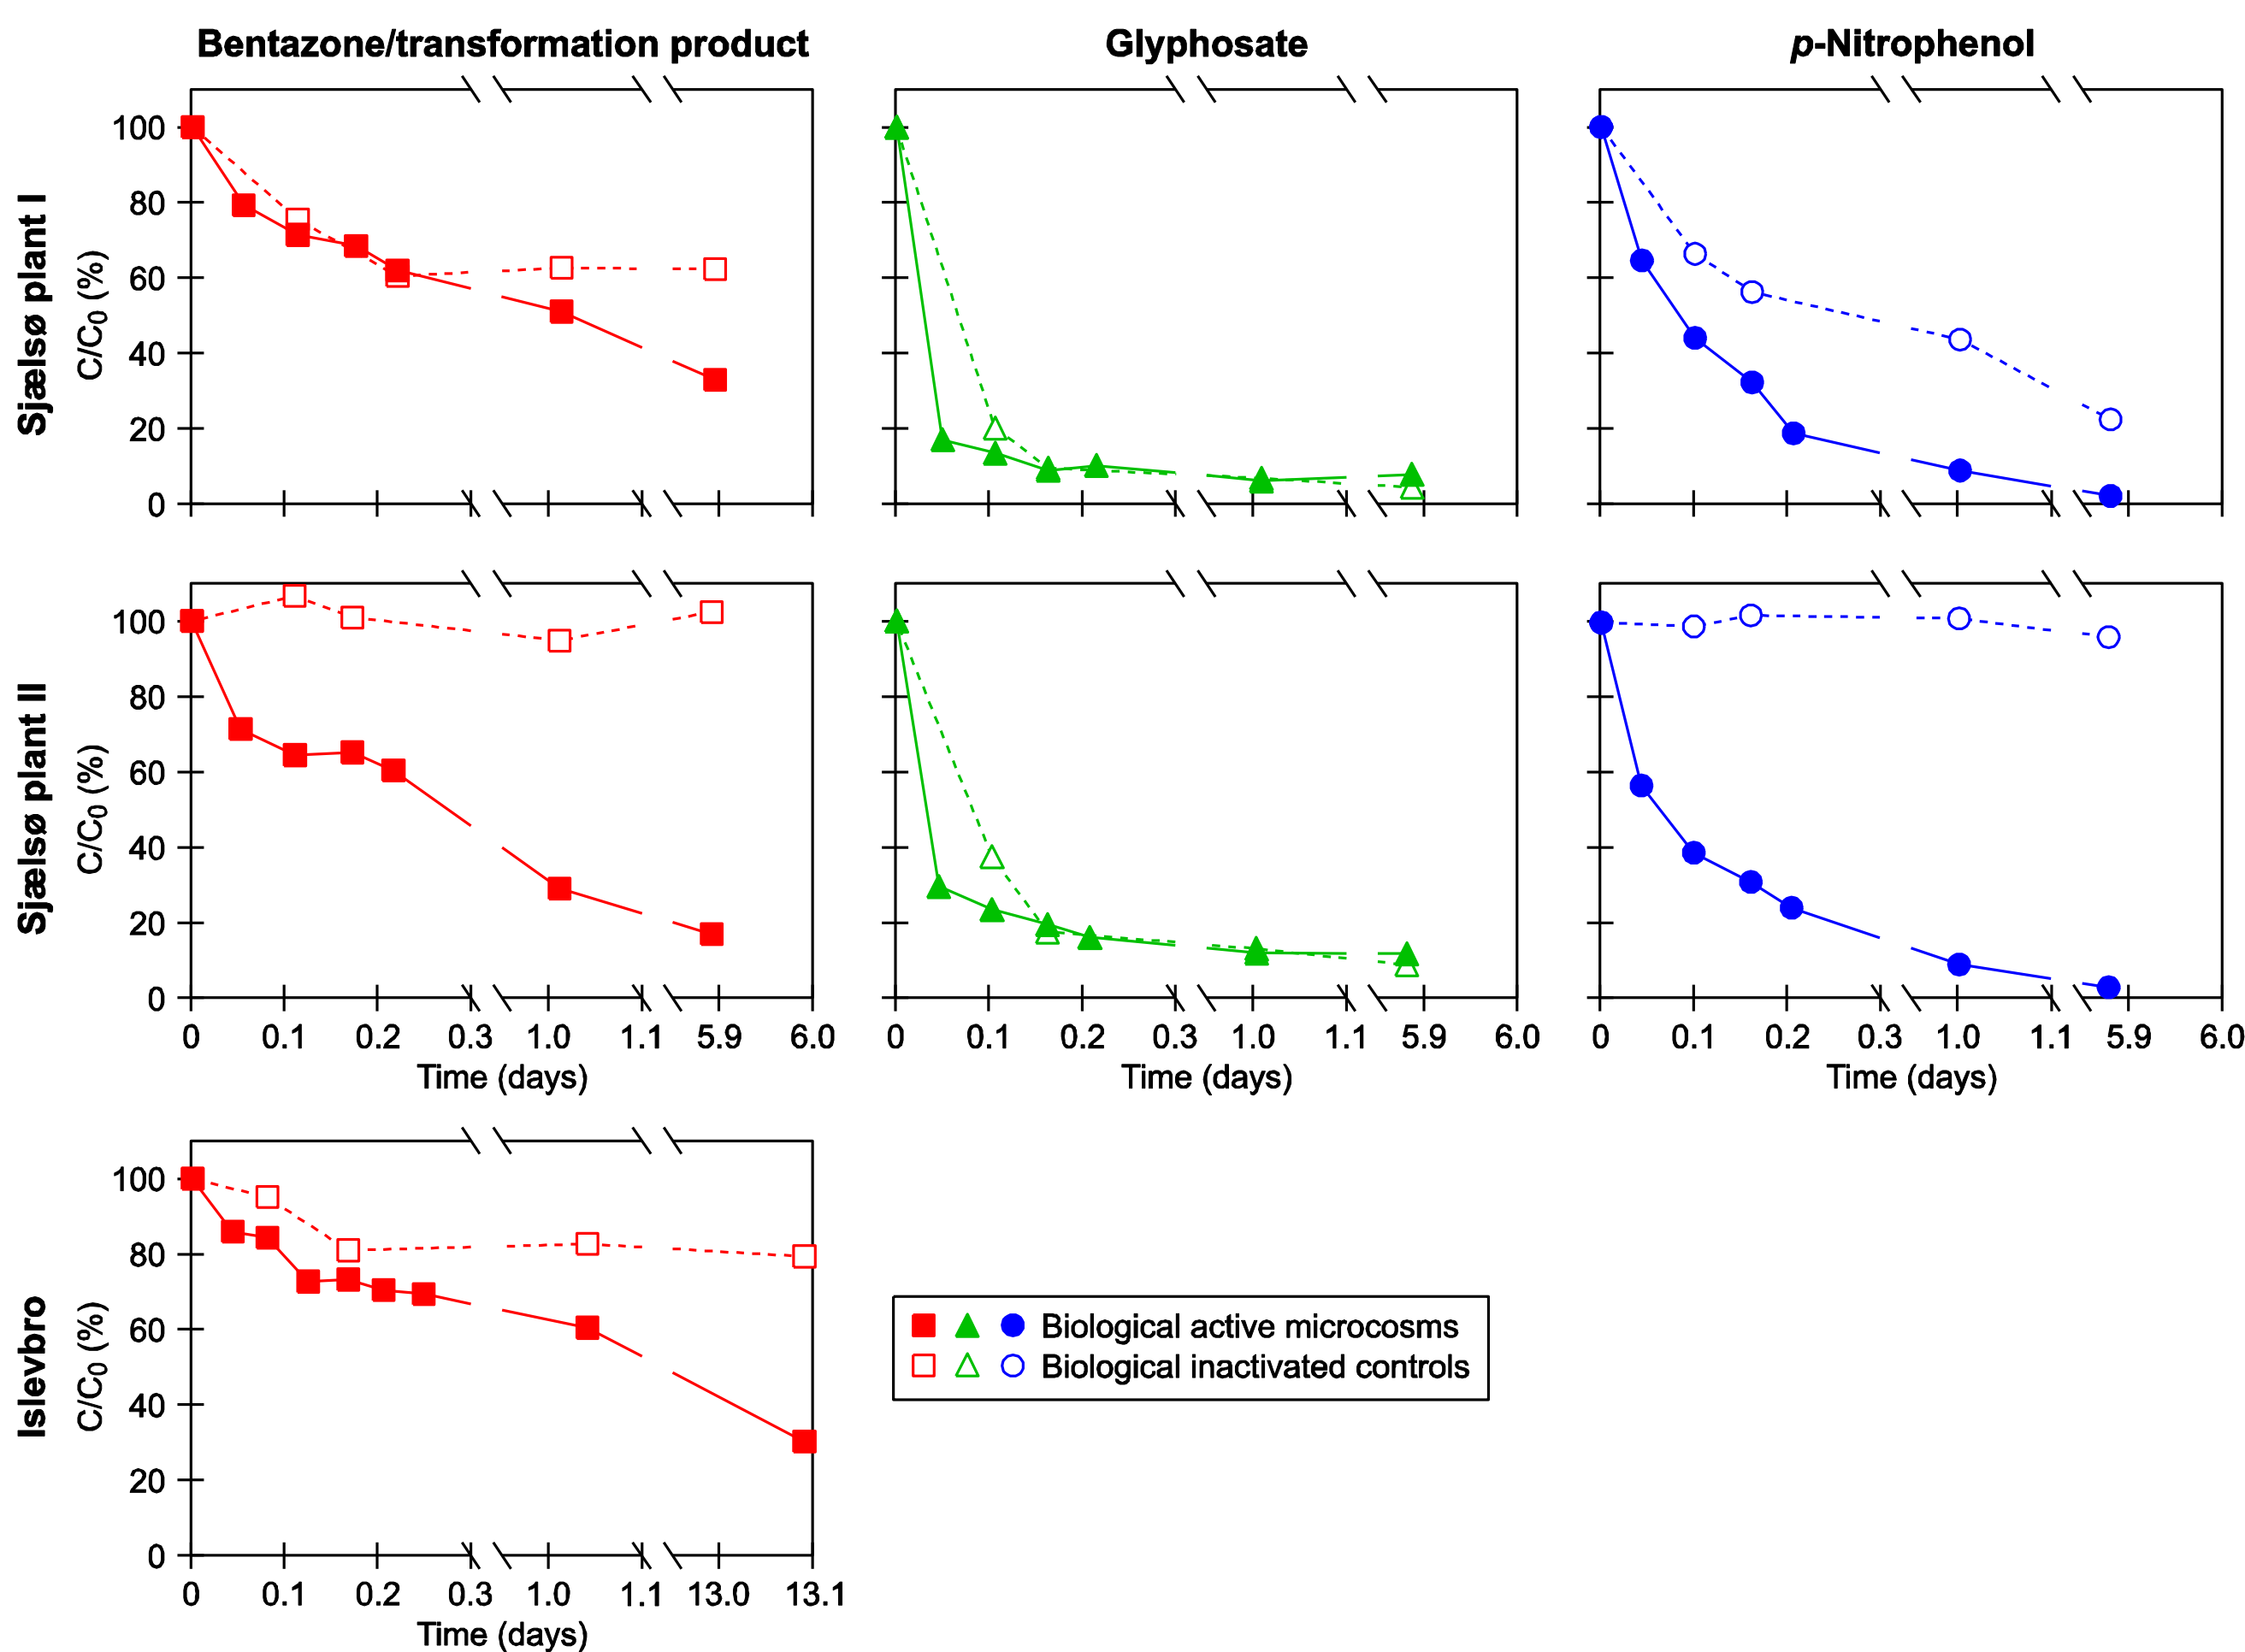 Bentazone/transformation product
Glyphosate
p-Nitrophenol
Sjælsø plant I
C/C0 (%)
100
80
60
40
20
0
Sjælsø plant II
C/C0 (%)
100
80
60
40
20
0
0 0.1 0.2 0.3 1.0 1.1 5.9 6.0
Time (days)
0 0.1 0.2 0.3 1.0 1.1 5.9 6.0
Time (days)
0 0.1 0.2 0.3 1.0 1.1 5.9 6.0
Time (days)
Islevbro
C/C0 (%)
100
80
60
40
20
0
0 0.1 0.2 0.3 1.0 1.1 13.0 13.1
Time (days)
Biological active microcosms
Biological inactivated controls